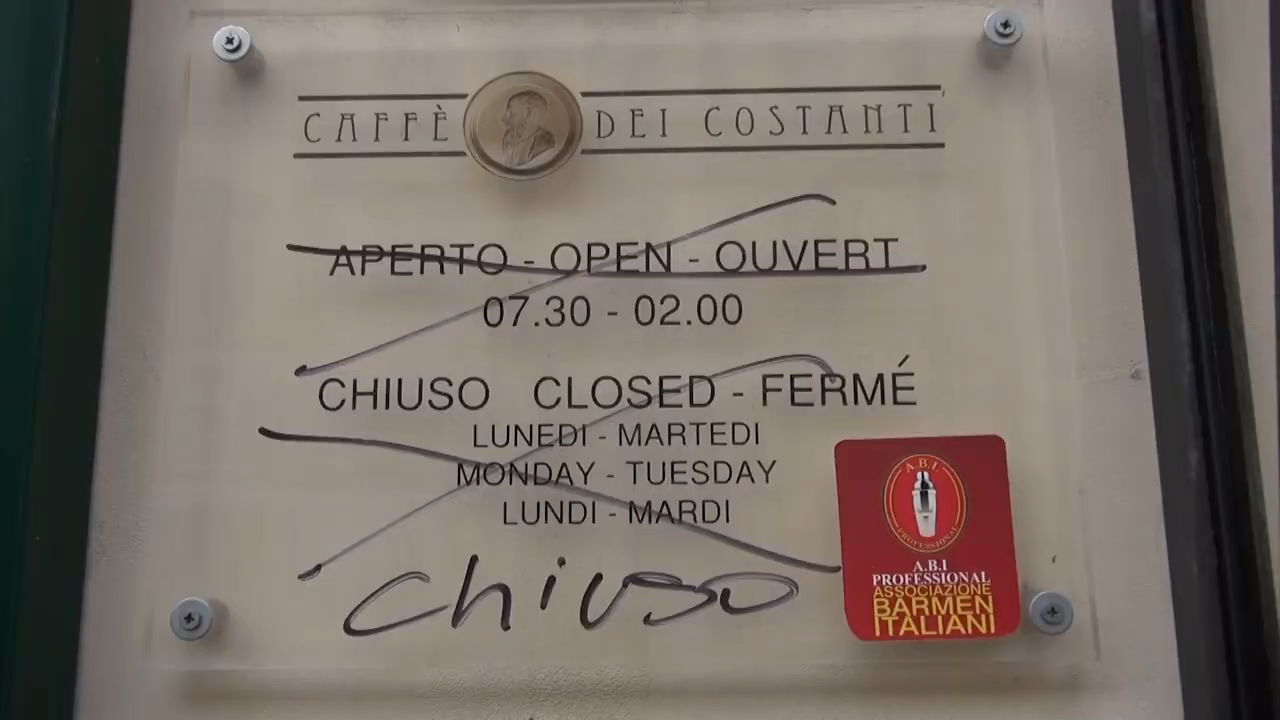 CAFFÈ DEI COSTANTI
APERTO - OPEN - OUVERT
07.30 - 02.00
CHIUSO CLOSED - FERMÉ
LUNEDI - MARTEDI
MONDAY - TUESDAY
LUNDI - MARDI
chiuso
A.B.I
PROFESSIONAL
A.B.I
PROFESSIONAL
ASSOCIAZIONE
BARMEN
ITALIANI